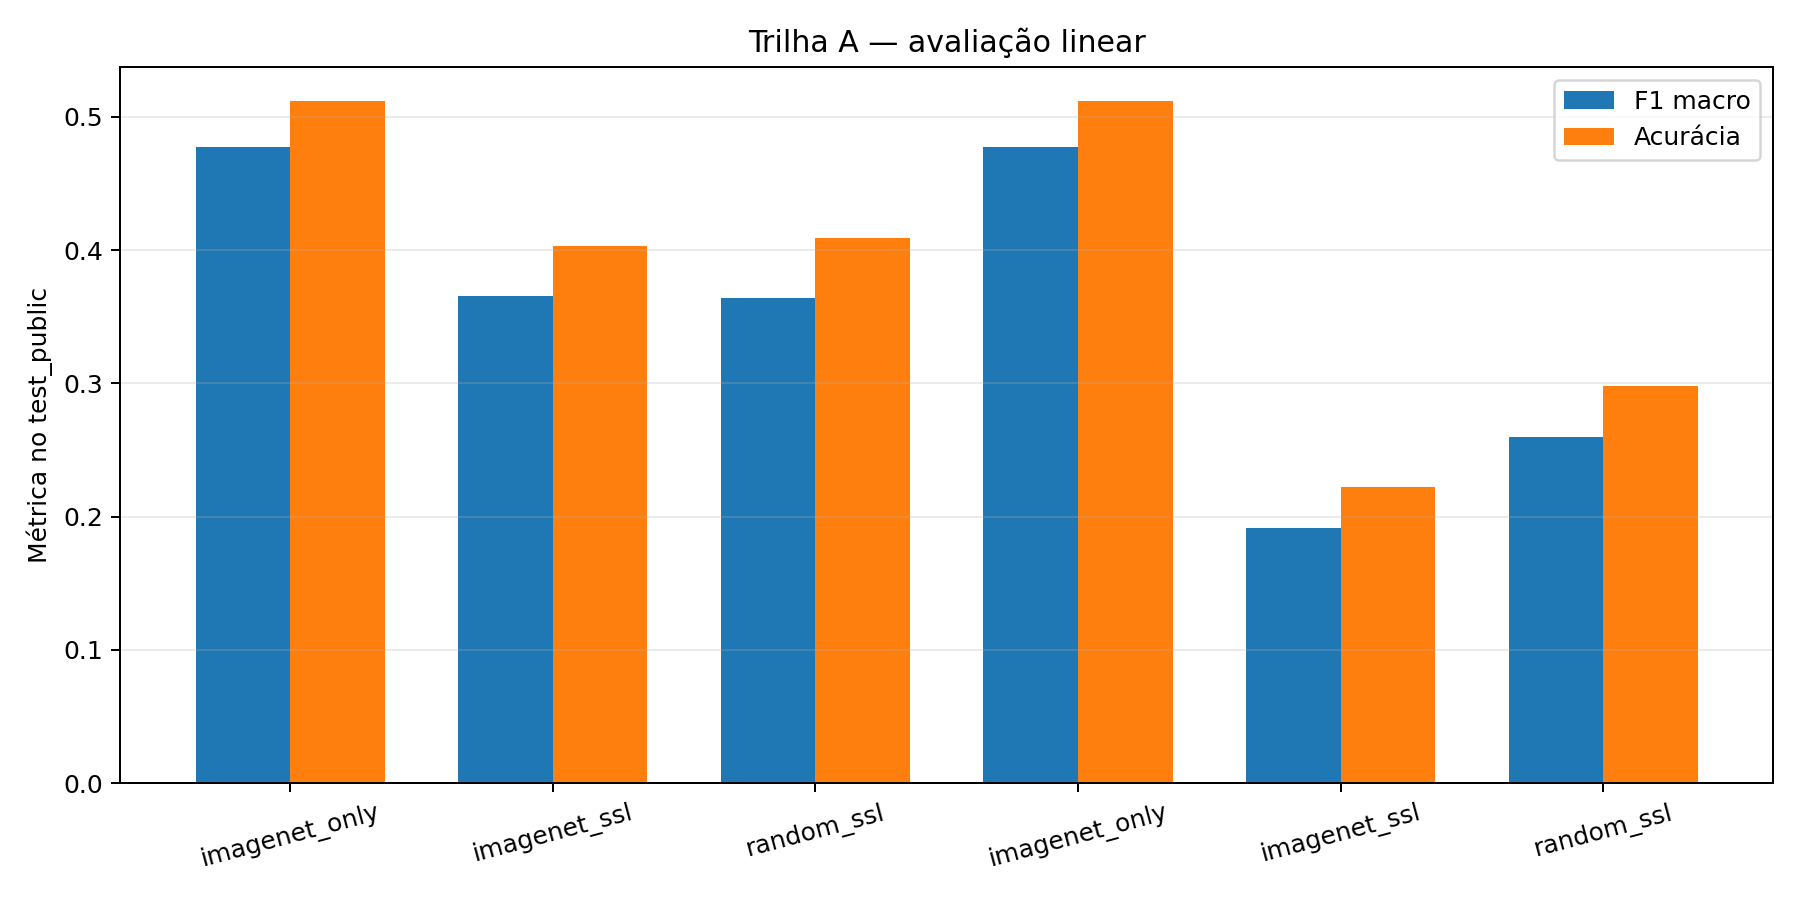 Trilha A — avaliação linear
F1 macro
Acurácia
Métrica no test_public
0.5
0.4
0.3
0.2
0.1
0.0
imagenet_only
imagenet_ssl
random_ssl
imagenet_only
imagenet_ssl
random_ssl